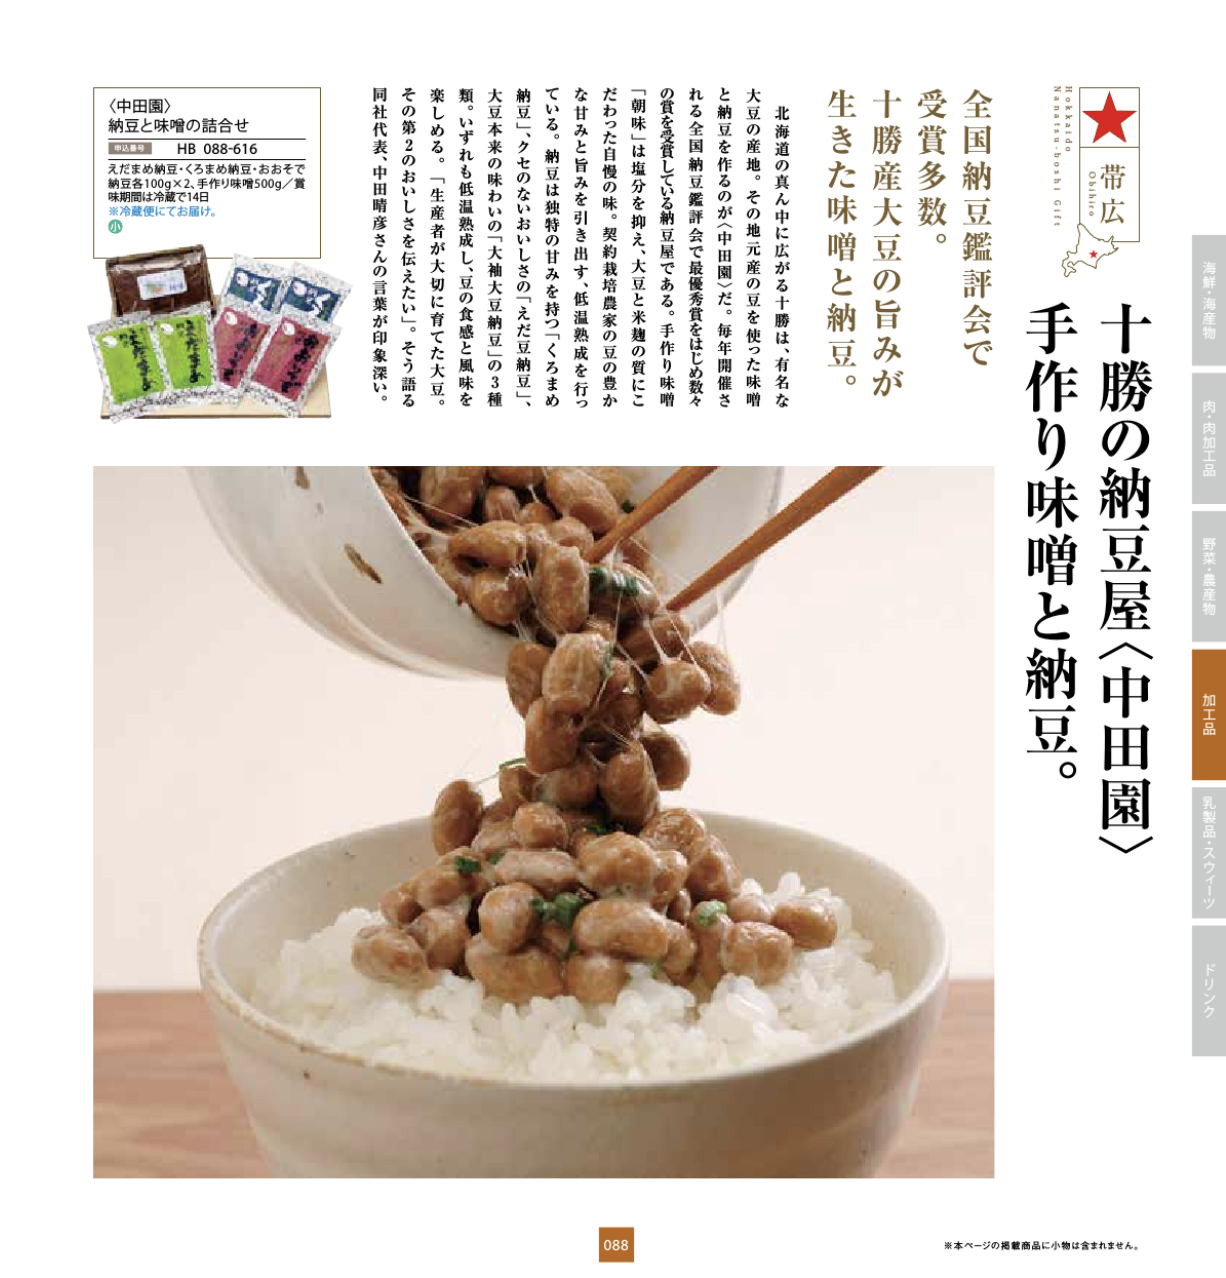 十勝の納豆屋〈中田園〉
手作り味噌と納豆。
帯広
Obihiro
Hokkaido
Nanatsu-boshi Gift
全国納豆鑑評会で
受賞多数。
十勝産大豆の旨みが
生きた味噌と納豆。
北海道の真ん中に広がる十勝は、有名な
大豆の産地。その地元産の豆を使った味噌
と納豆を作るのが〈中田園〉だ。毎年開催さ
れる全国納豆鑑評会で最優秀賞をはじめ数々
の賞を受賞している納豆屋である。手作り味噌
「朝味」は塩分を抑え、大豆と米麹の質にこ
だわった自慢の味。契約栽培農家の豆の豊か
な甘みと旨みを引き出す、低温熟成を行っ
ている。納豆は独特の甘みを持つ「くろまめ
納豆」、クセのないおいしさの「えだ豆納豆」、
大豆本来の味わいの「大袖大豆納豆」の3種
類。いずれも低温熟成し、豆の食感と風味を
楽しめる。「生産者が大切に育てた大豆。
その第2のおいしさを伝えたい」。そう語る
同社代表、中田晴彦さんの言葉が印象深い。
〈中田園〉
納豆と味噌の詰合せ
申込番号 HB 088-616
えだまめ納豆・くろまめ納豆・おおそで
納豆各100g×2、手作り味噌500g／賞
味期間は冷蔵で14日
※冷蔵便にてお届け。
小
海鮮・海産物
肉・肉加工品
野菜・農産物
加工品
乳製品・スウィーツ
ドリンク
088
※本ページの掲載商品に小物は含まれません。